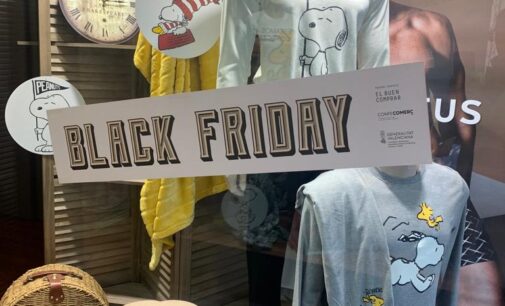 PEANUTS
BLACK FRIDAY
EL BUEN
COMPRAR
CONFECOMERÇ
GENERALITAT
VALENCIANA
TUS